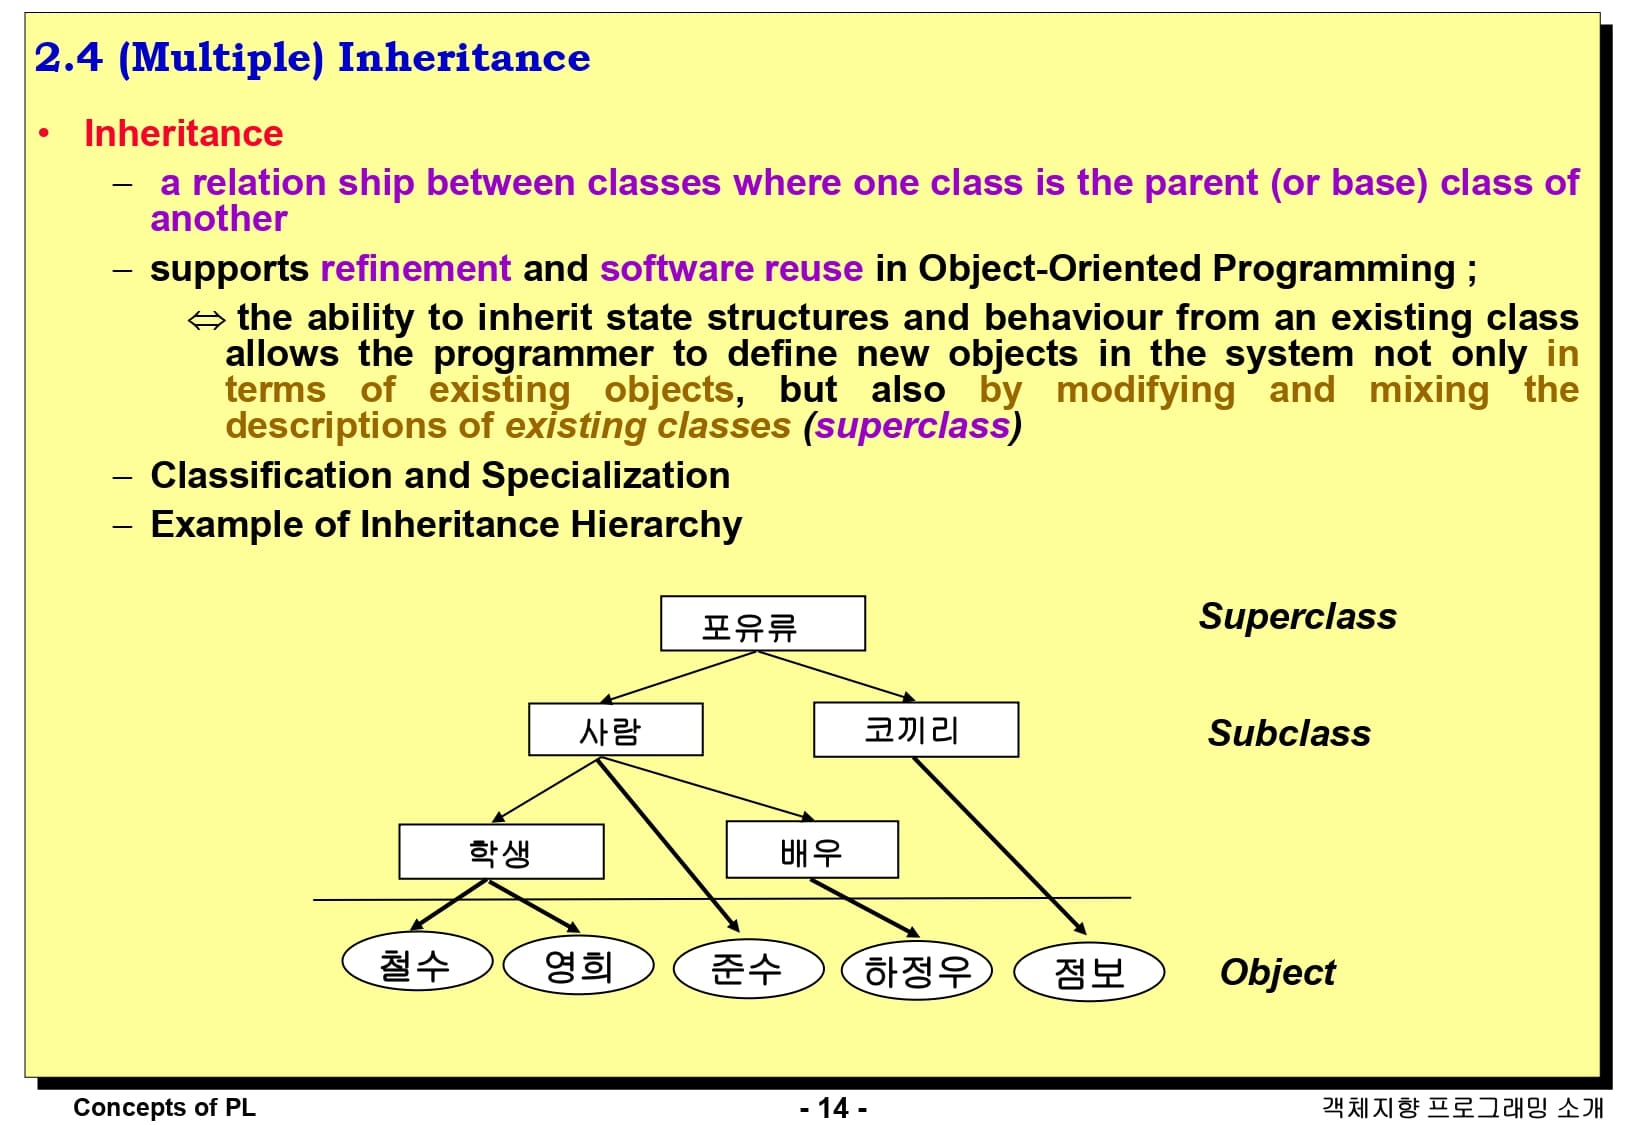 2.4 (Multiple) Inheritance
• Inheritance
– a relation ship between classes where one class is the parent (or base) class of
another
– supports refinement and software reuse in Object-Oriented Programming ;
⇔ the ability to inherit state structures and behaviour from an existing class
allows the programmer to define new objects in the system not only in
terms of existing objects, but also by modifying and mixing the
descriptions of existing classes (superclass)
– Classification and Specialization
– Example of Inheritance Hierarchy
포유류
Superclass
사람
코끼리
Subclass
학생
배우
철수
영희
준수
하정우
점보
Object
Concepts of PL
- 14 -
객체지향 프로그래밍 소개